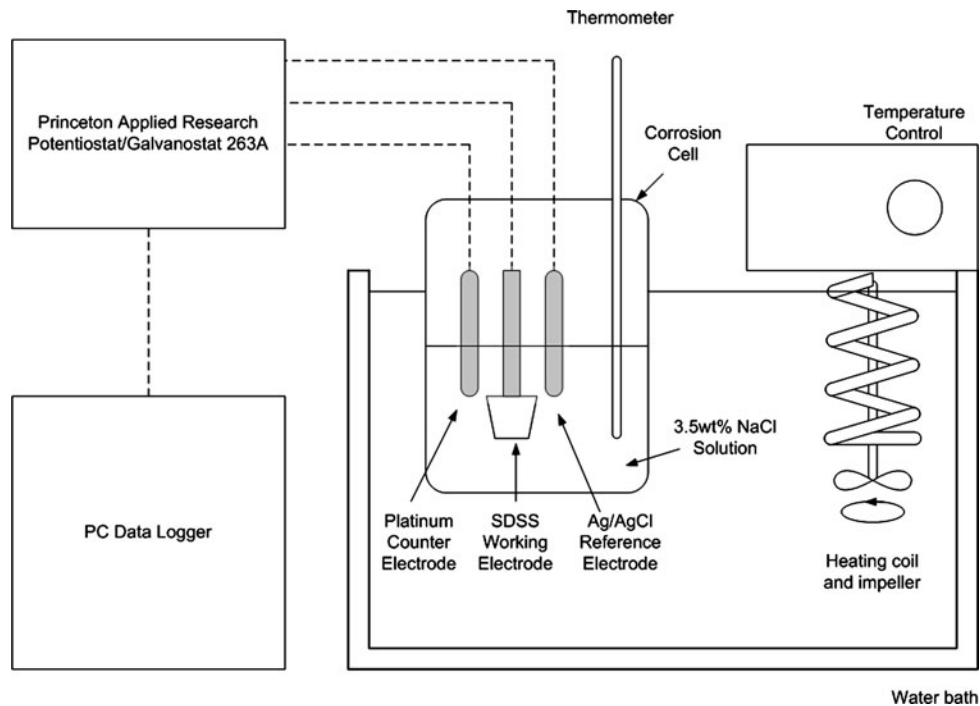 Thermometer
Princeton Applied Research
Potentiostat/Galvanostat 263A
Temperature
Control
Corrosion
Cell
3.5wt% NaCl
Solution
PC Data Logger
Platinum
Counter
Electrode
SDSS
Working
Electrode
Ag/AgCl
Reference
Electrode
Heating coil
and impeller
Water bath